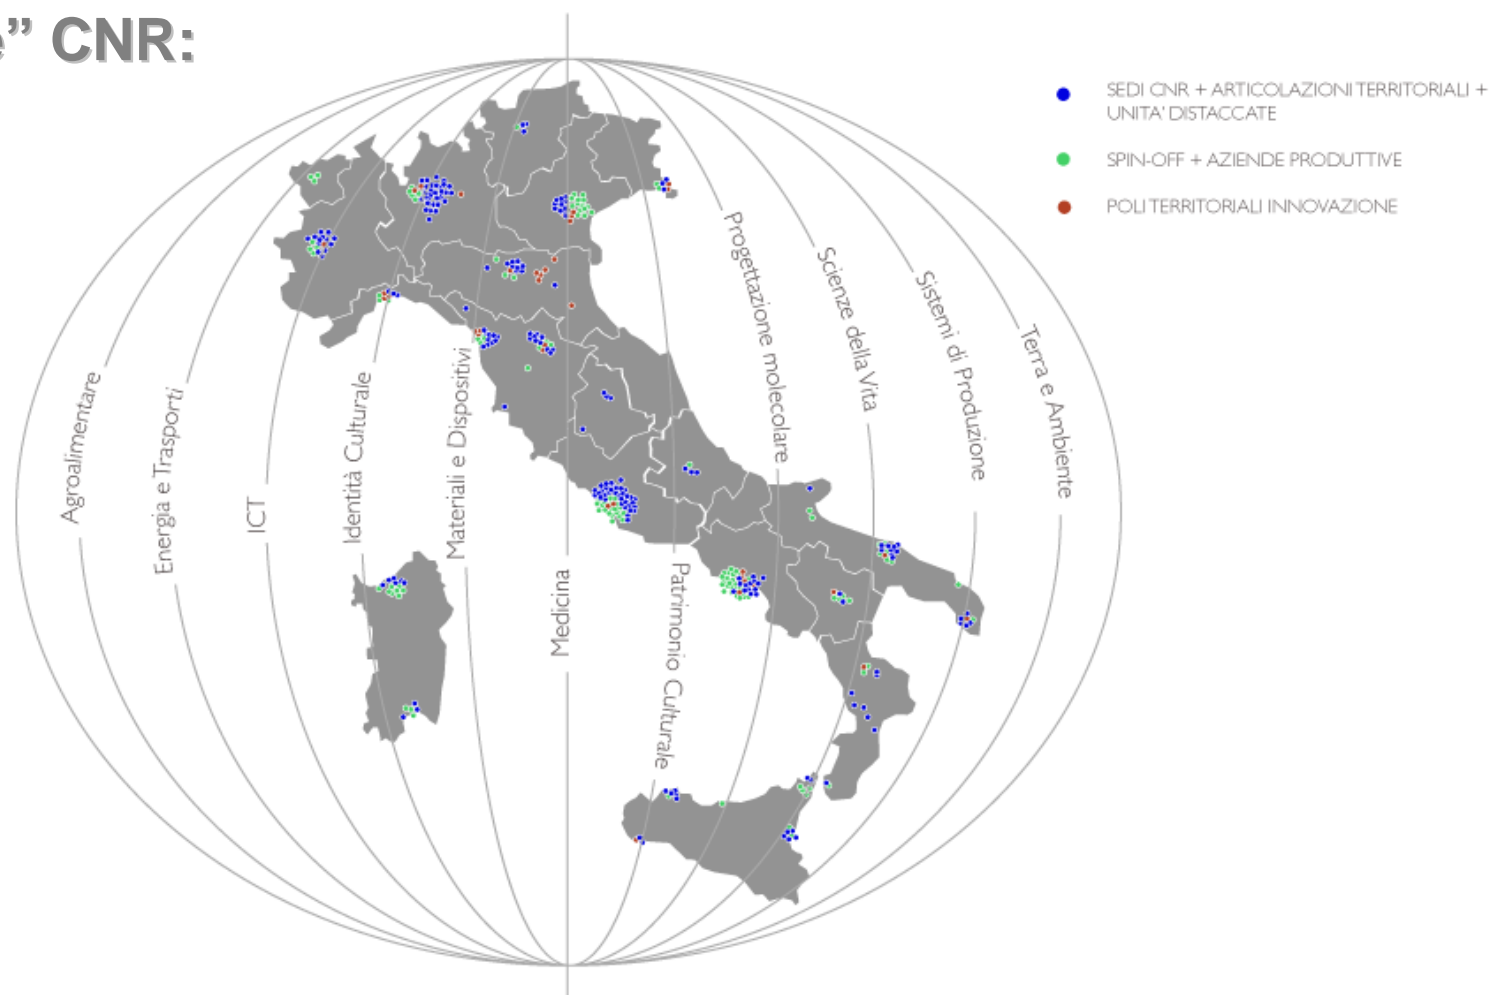 e” CNR:
SEDI CNR + ARTICOLAZIONI TERRITORIALI +
UNITA’ DISTACCATE
SPIN-OFF + AZIENDE PRODUTTIVE
POLI TERRITORIALI INNOVAZIONE
Agroalimentare
Energia e Trasporti
ICT
Identità Culturale
Materiali e Dispositivi
Medicina
Patrimonio Culturale
Progettazione molecolare
Scienze della Vita
Sistemi di Produzione
Terra e Ambiente